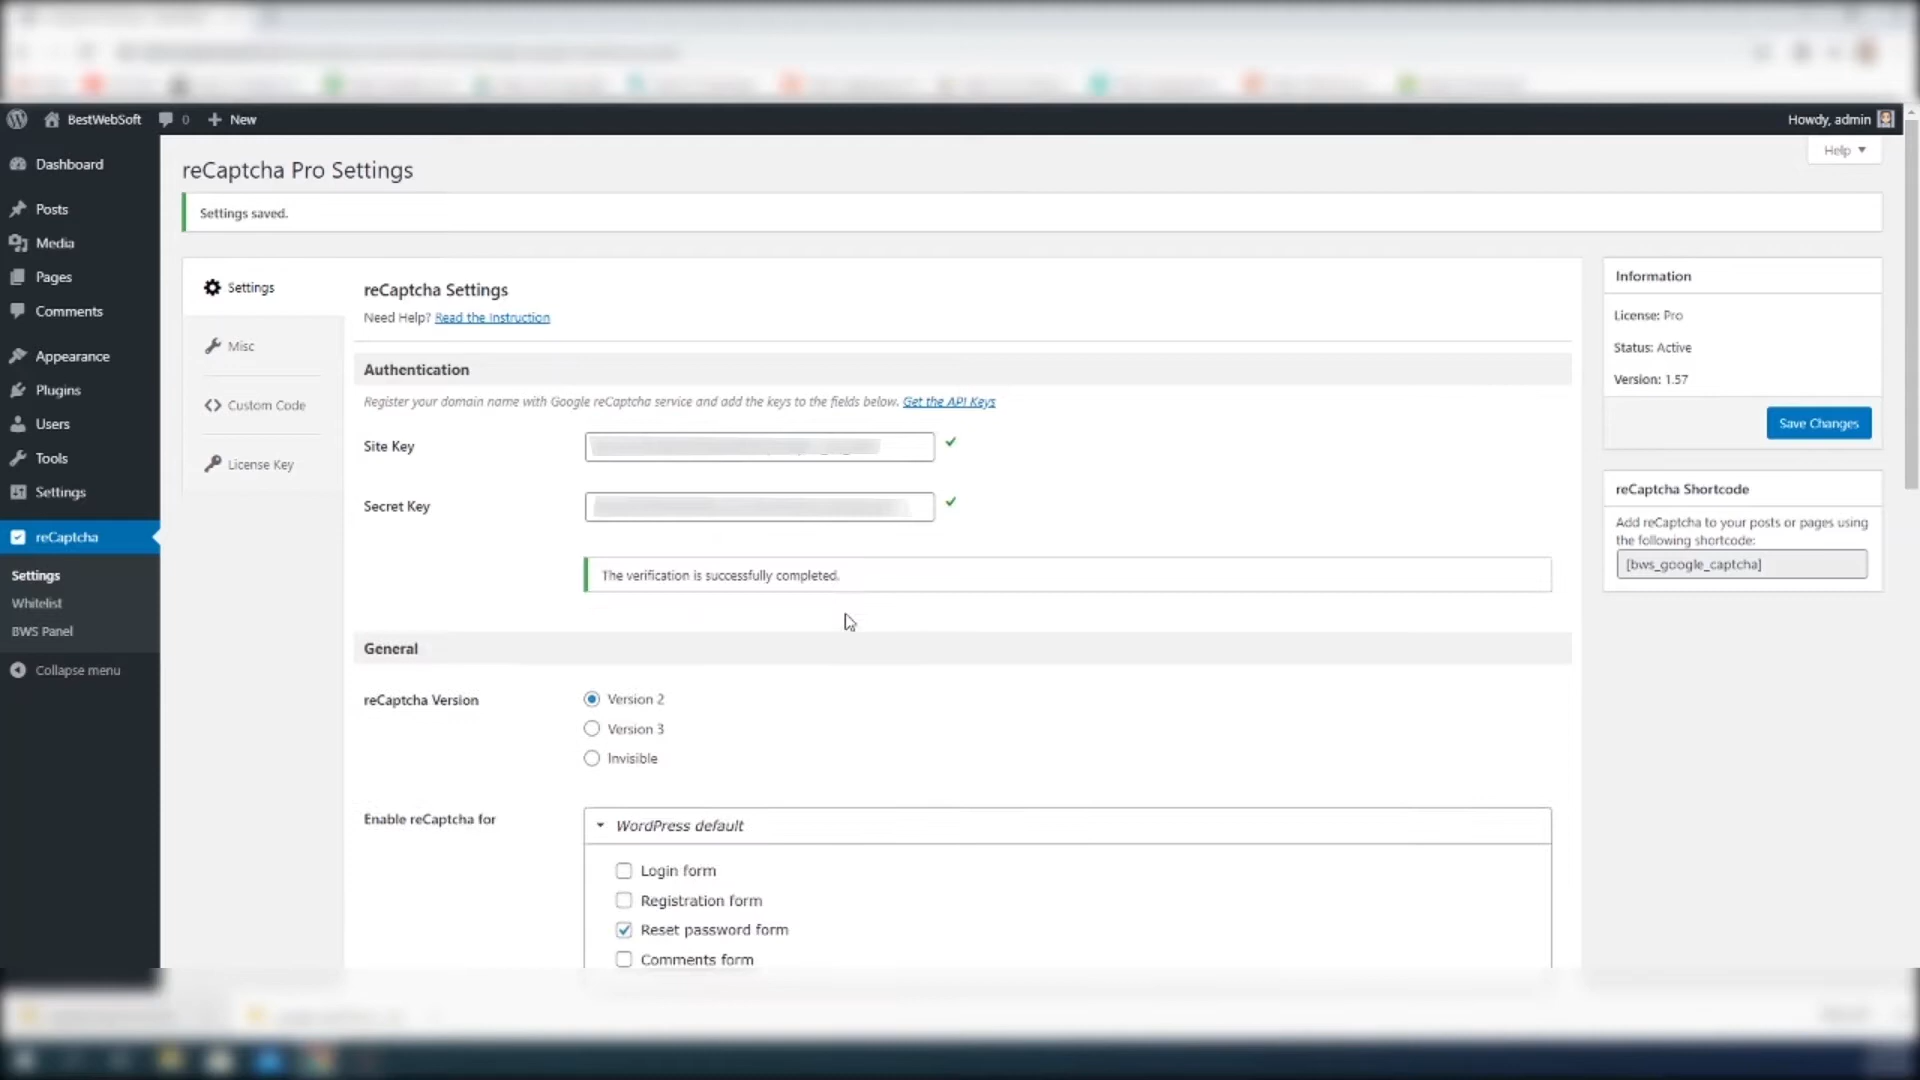 BestWebSoft
0
New
Howdy, admin
Dashboard
Posts
Media
Pages
Comments
Appearance
Plugins
Users
Tools
Settings
reCaptcha
Settings
Whitelist
BWS Panel
Collapse menu
Help
reCaptcha Pro Settings
Settings saved.
Settings
Misc
Custom Code
License Key
reCaptcha Settings
Need Help? Read the Instruction
Authentication
Register your domain name with Google reCaptcha service and add the keys to the fields below. Get the API Keys
Site Key
Secret Key
The verification is successfully completed.
General
reCaptcha Version
Version 2
Version 3
Invisible
Enable reCaptcha for
WordPress default
Login form
Registration form
Reset password form
Comments form
Information
License: Pro
Status: Active
Version: 1.57
Save Changes
reCaptcha Shortcode
Add reCaptcha to your posts or pages using
the following shortcode:
[bws_google_captcha]